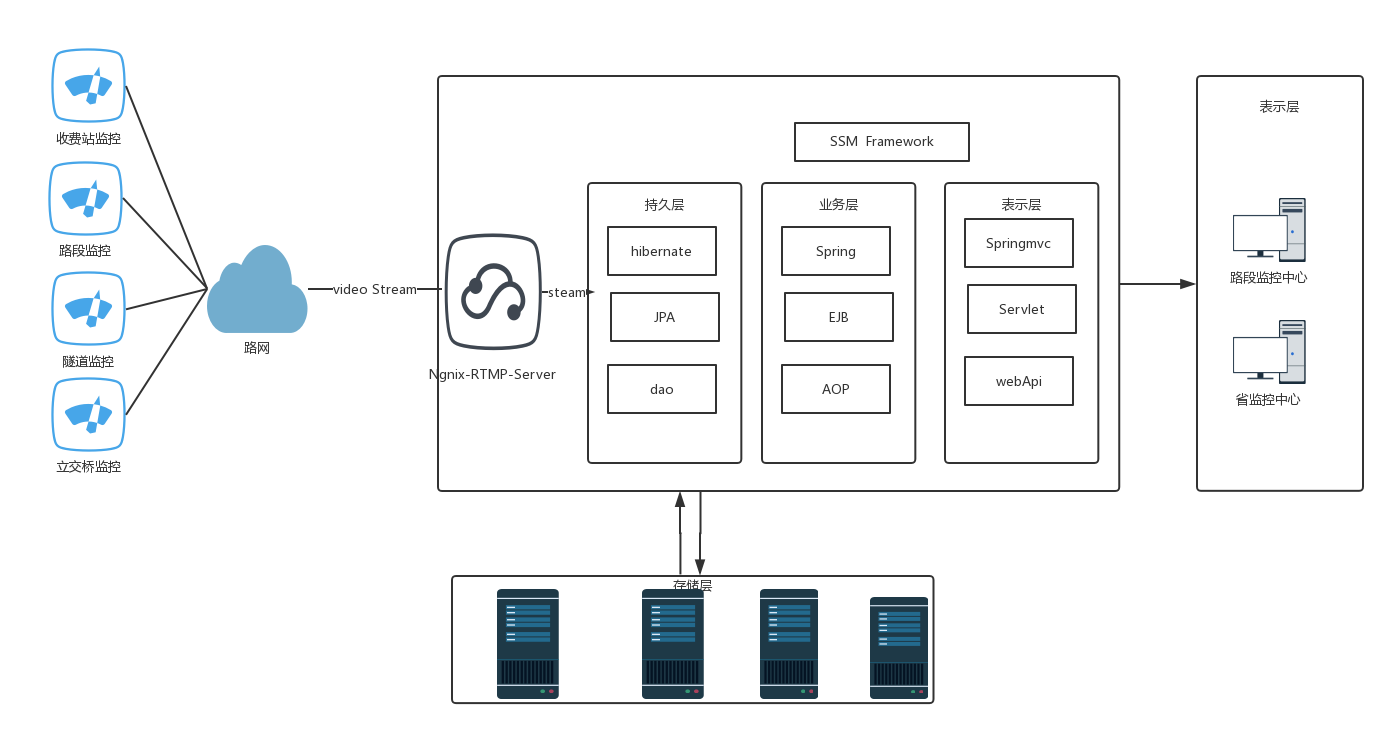 收费站监控
路段监控
隧道监控
立交桥监控
路网
video Stream
Ngnix-RTMP-Server
steam
SSM Framework
持久层
hibernate
JPA
dao
业务层
Spring
EJB
AOP
表示层
Springmvc
Servlet
webApi
表示层
路段监控中心
省监控中心
存储层